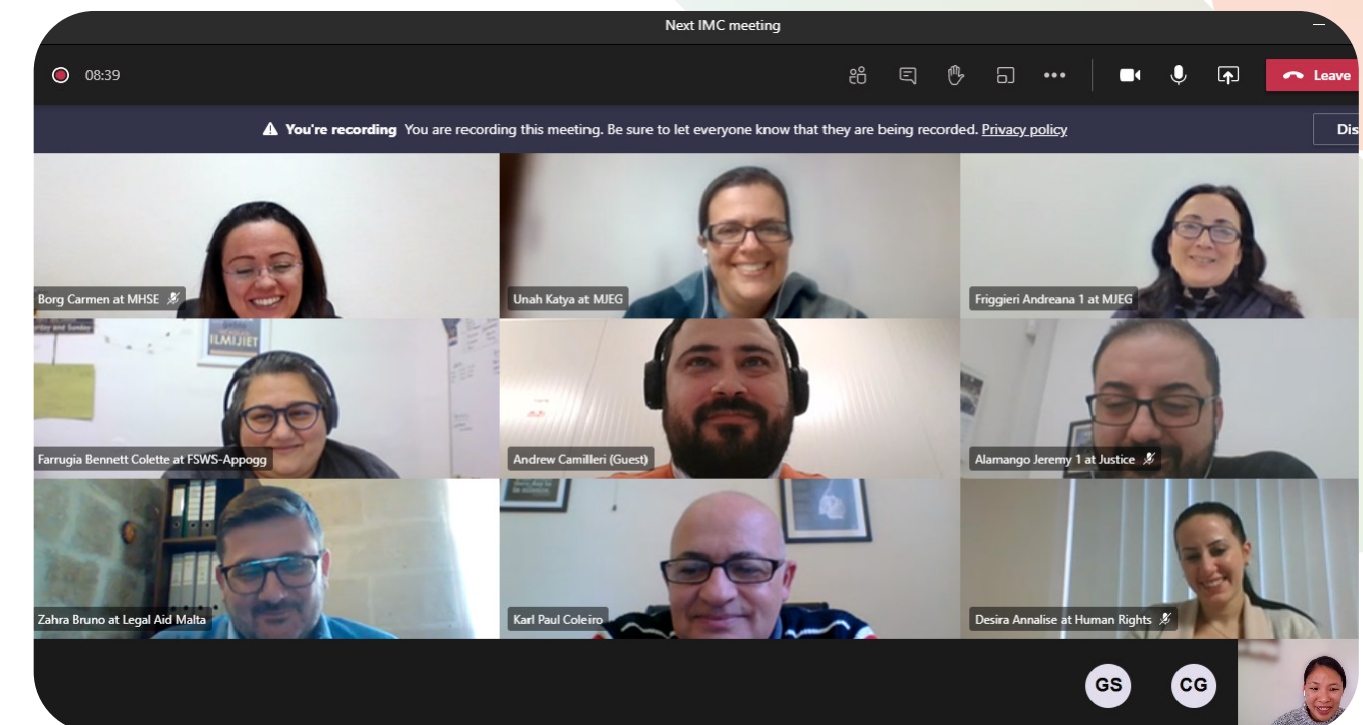 Next IMC meeting
08:39
Leave
You're recording You are recording this meeting. Be sure to let everyone know that they are being recorded. Privacy policy
Dis
Borg Carmen at MHSE
Unah Katya at MJEG
Friggieri Andreana 1 at MJEG
ILMIJIET
Farrugia Bennett Colette at FSWS-Appogg
Andrew Camilleri (Guest)
Alamango Jeremy 1 at Justice
Zahra Bruno at Legal Aid Malta
Karl Paul Coleiro
Desira Annalise at Human Rights
GS
CG